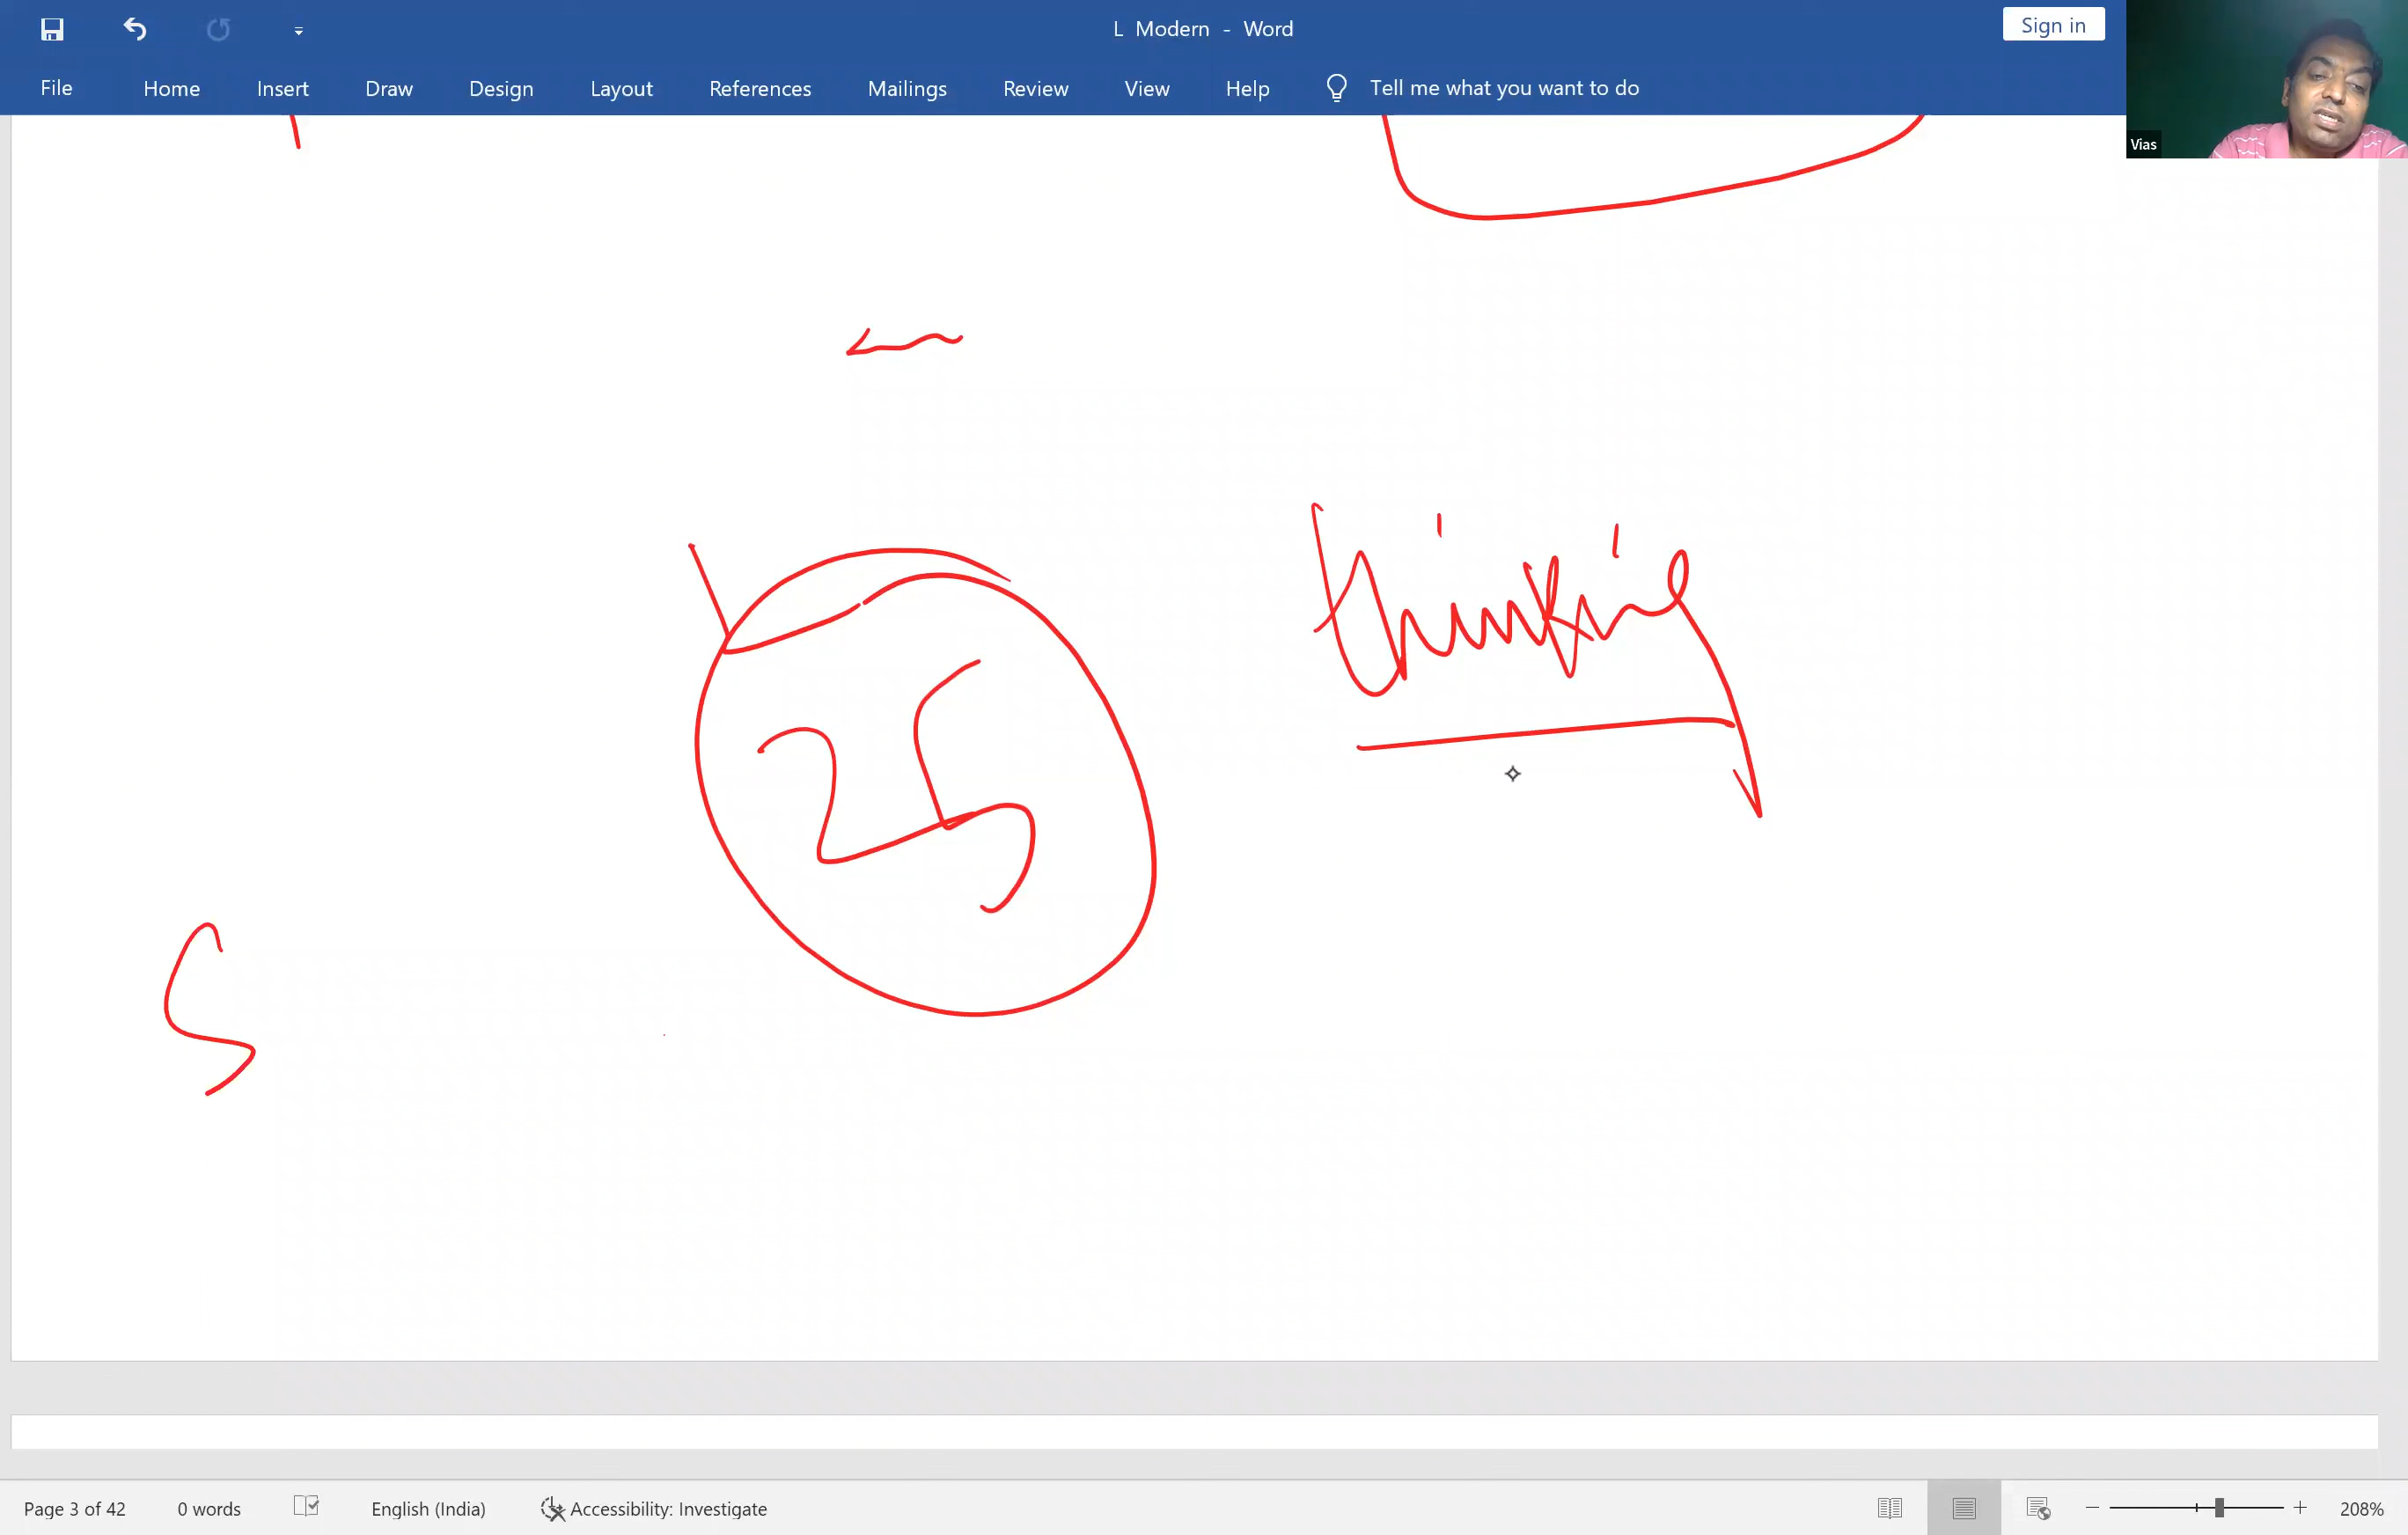 L Modern - Word
Sign in
File Home Insert Draw Design Layout References Mailings Review View Help Tell me what you want to do
Vias
thinking
25
S
Page 3 of 42 0 words English (India) Accessibility: Investigate 208%